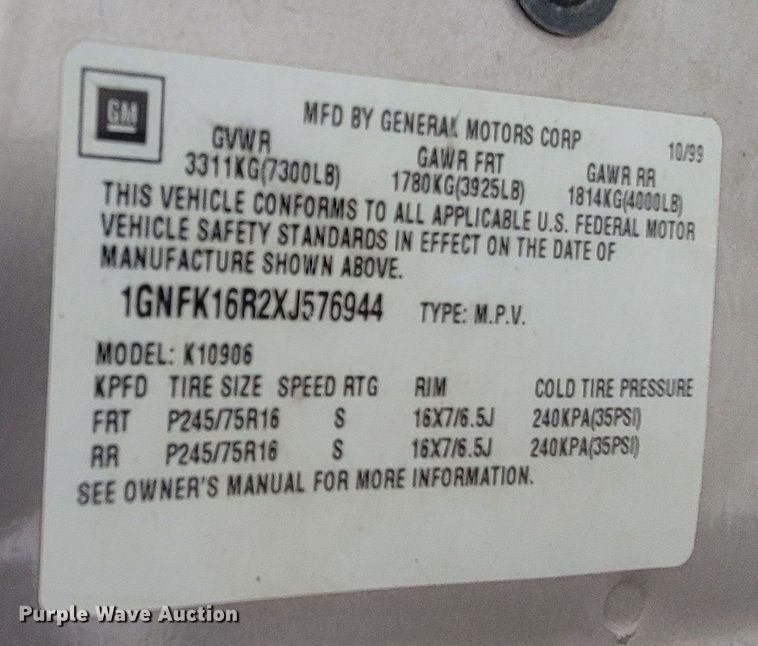 GM
MFD BY GENERAL MOTORS CORP 10/99
GVWR GAWR FRT GAWR RR
3311KG(7300LB) 1780KG(3925LB) 1814KG(4000LB)
THIS VEHICLE CONFORMS TO ALL APPLICABLE U.S. FEDERAL MOTOR
VEHICLE SAFETY STANDARDS IN EFFECT ON THE DATE OF
MANUFACTURE SHOWN ABOVE.
1GNFK16R2XJ576944 TYPE: M.P.V.
MODEL: K10906
KPFD TIRE SIZE SPEED RTG RIM COLD TIRE PRESSURE
FRT P245/75R16 S 16X7/6.5J 240KPA(35PSI)
RR P245/75R16 S 16X7/6.5J 240KPA(35PSI)
SEE OWNER'S MANUAL FOR MORE INFORMATION.
Purple Wave Auction